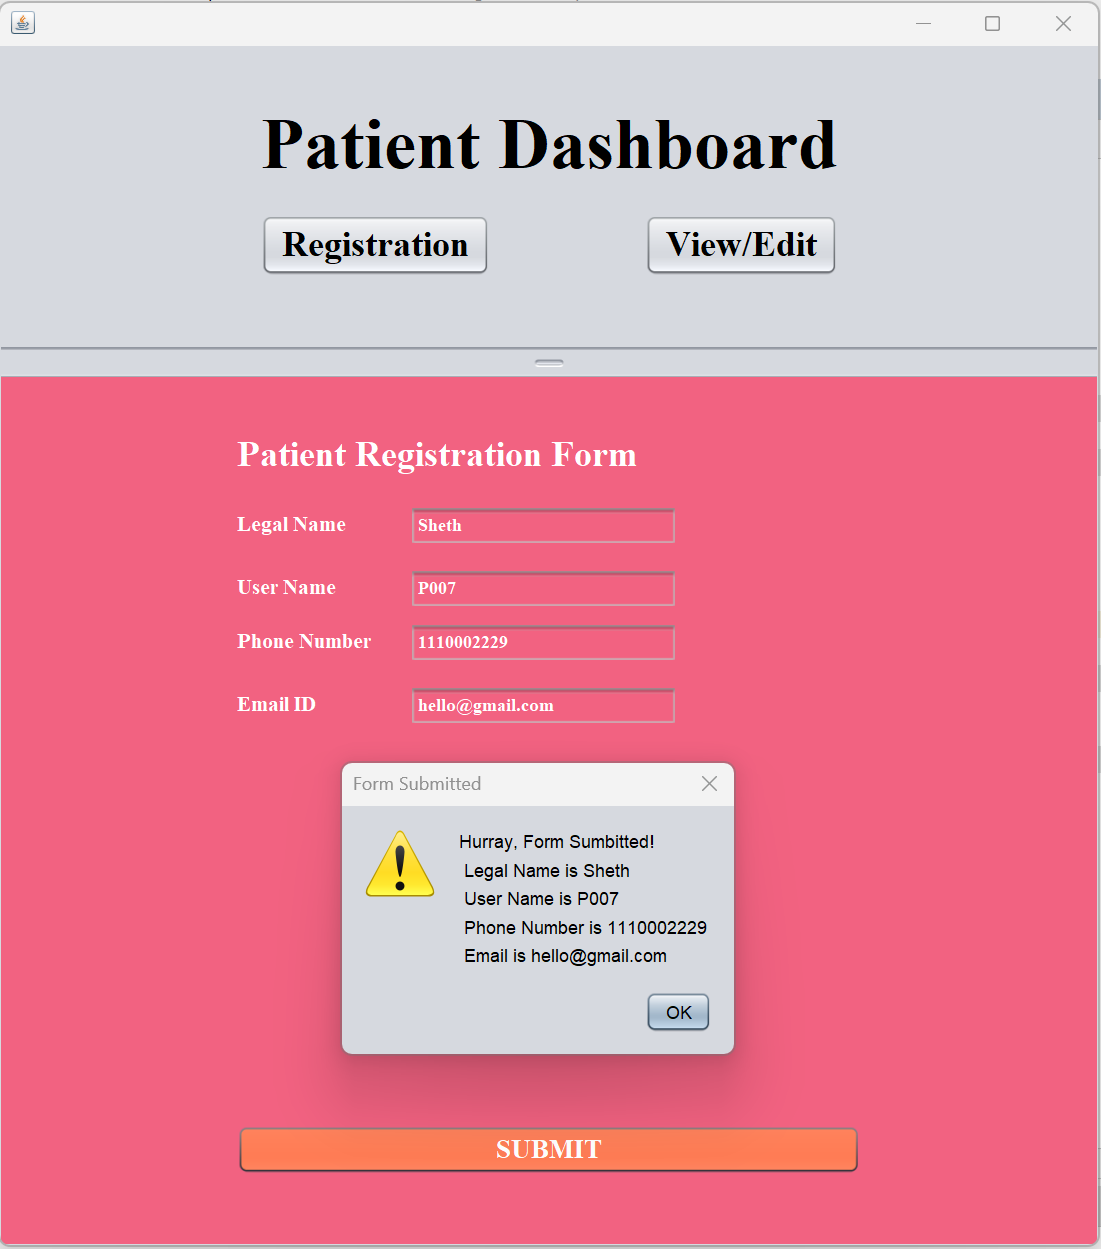 Patient Dashboard
Registration
View/Edit
Patient Registration Form
Legal Name
Sheth
User Name
P007
Phone Number
1110002229
Email ID
hello@gmail.com
Form Submitted
Hurray, Form Sumbitted!
Legal Name is Sheth
User Name is P007
Phone Number is 1110002229
Email is hello@gmail.com
OK
SUBMIT